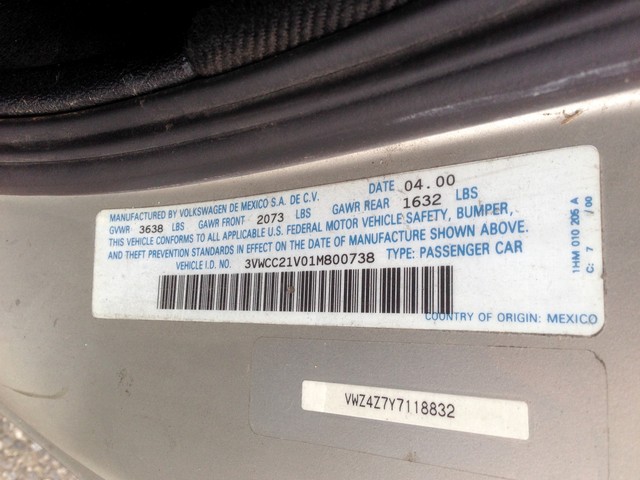 MANUFACTURED BY VOLKSWAGEN DE MEXICO S.A. DE C.V. DATE 04.00
GVWR 3638 LBS GAWR FRONT 2073 LBS GAWR REAR 1632 LBS
THIS VEHICLE CONFORMS TO ALL APPLICABLE U.S. FEDERAL MOTOR VEHICLE SAFETY, BUMPER,
AND THEFT PREVENTION STANDARDS IN EFFECT ON THE DATE OF MANUFACTURE SHOWN ABOVE.
VEHICLE I.D. NO. 3VWCC21V01M800738 TYPE: PASSENGER CAR
COUNTRY OF ORIGIN: MEXICO
1HM 010 205 A
C: 7 /00
VWZ4Z7Y7118832